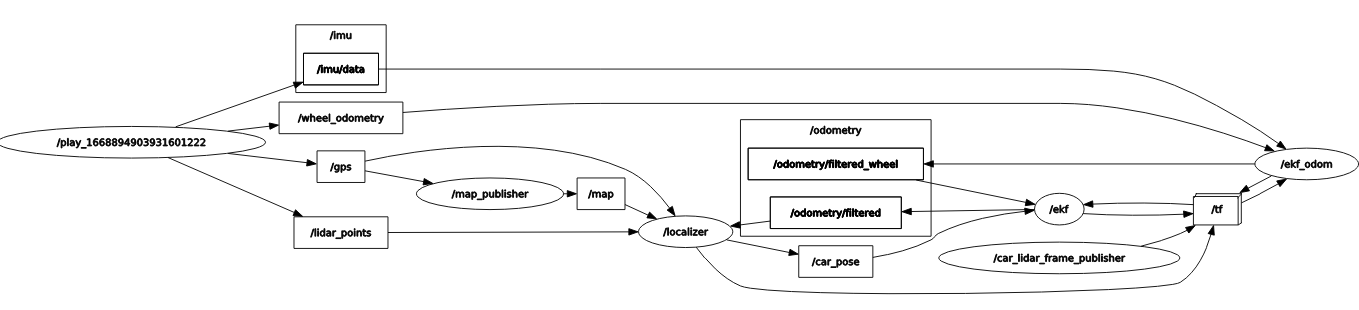 /imu
/imu/data
/wheel_odometry
/odometry
/play_1668894903931601222
/gps
/odometry/filtered_wheel
/ekf_odom
/map_publisher
/map
/odometry/filtered
/ekf
/tf
/lidar_points
/localizer
/car_pose
/car_lidar_frame_publisher